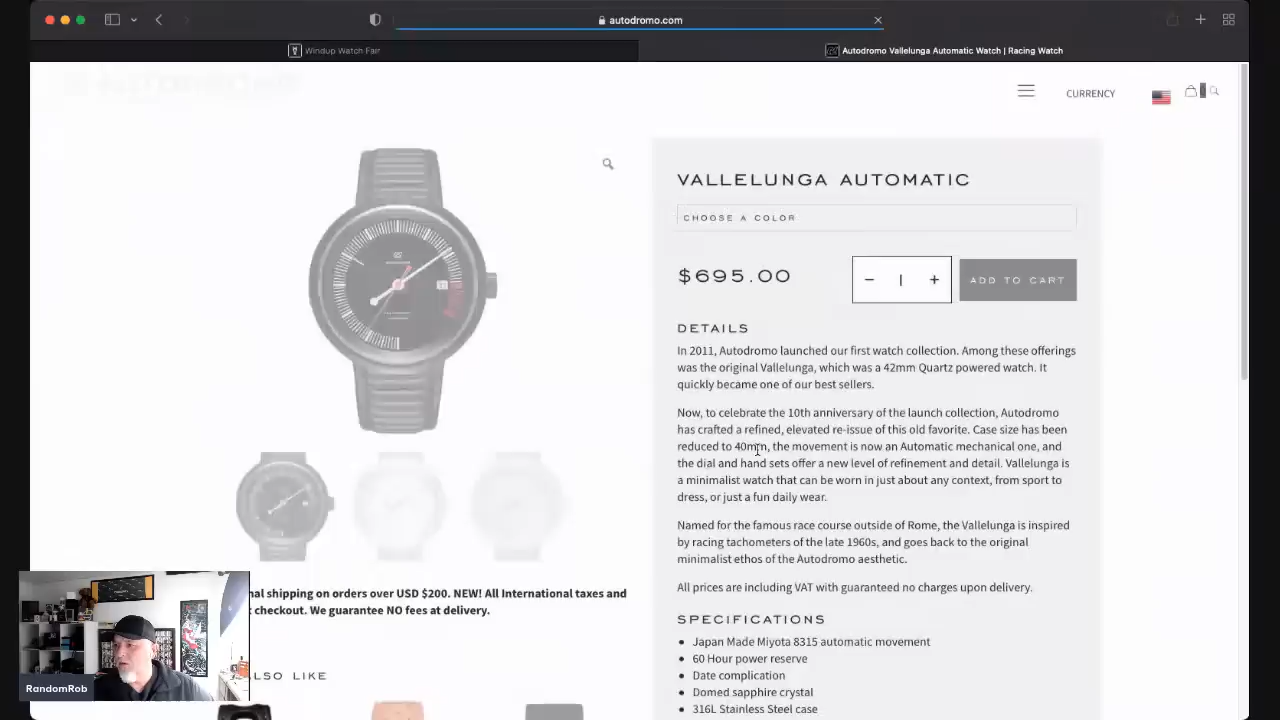 autodromo.com
Windup Watch Fair
Autodromo Vallelunga Automatic Watch | Racing Watch
CURRENCY
VALLELUNGA AUTOMATIC
CHOOSE A COLOR
$695.00
− 1 +
ADD TO CART
DETAILS
In 2011, Autodromo launched our first watch collection. Among these offerings
was the original Vallelunga, which was a 42mm Quartz powered watch. It
quickly became one of our best sellers.
Now, to celebrate the 10th anniversary of the launch collection, Autodromo
has crafted a refined, elevated re-issue of this old favorite. Case size has been
reduced to 40mm, the movement is now an Automatic mechanical one, and
the dial and hand sets offer a new level of refinement and detail. Vallelunga is
a minimalist watch that can be worn in just about any context, from sport to
dress, or just a fun daily wear.
Named for the famous race course outside of Rome, the Vallelunga is inspired
by racing tachometers of the late 1960s, and goes back to the original
minimalist ethos of the Autodromo aesthetic.
All prices are including VAT with guaranteed no charges upon delivery.
SPECIFICATIONS
Japan Made Miyota 8315 automatic movement
60 Hour power reserve
Date complication
Domed sapphire crystal
316L Stainless Steel case
nal shipping on orders over USD $200. NEW! All International taxes and
checkout. We guarantee NO fees at delivery.
LSO LIKE
RandomRob